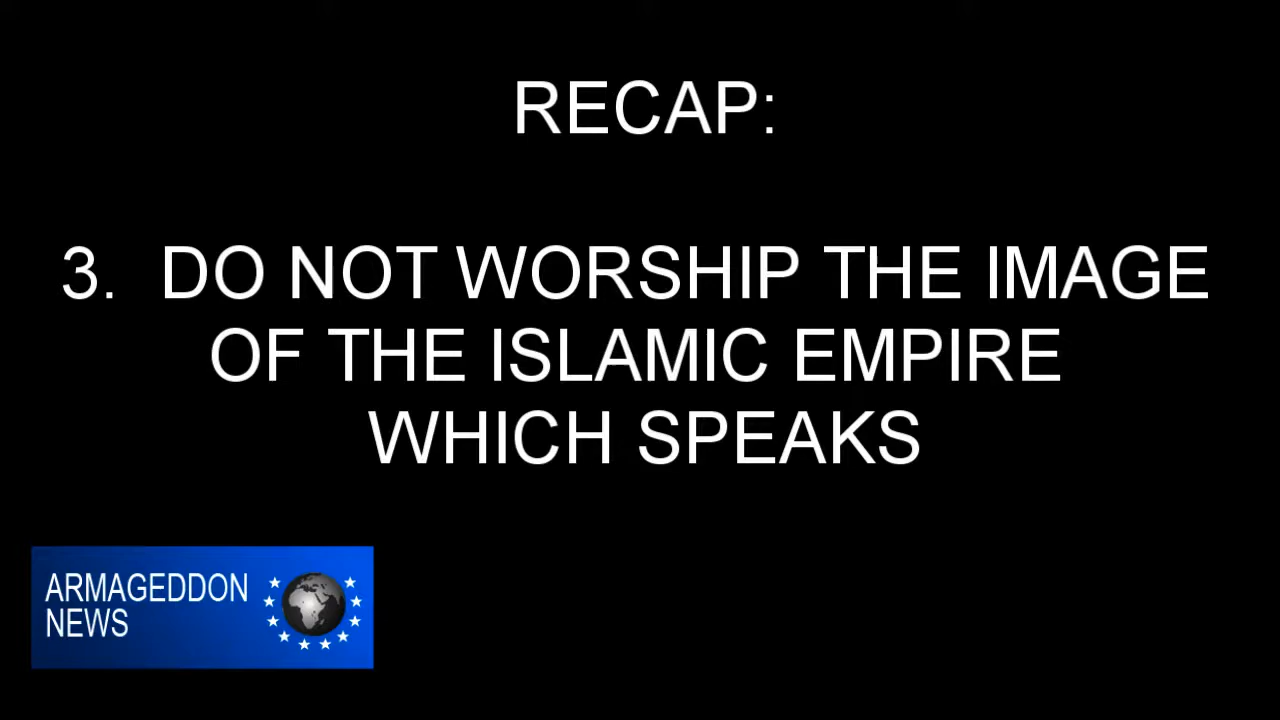 RECAP:
3. DO NOT WORSHIP THE IMAGE
OF THE ISLAMIC EMPIRE
WHICH SPEAKS
ARMAGEDDON
NEWS